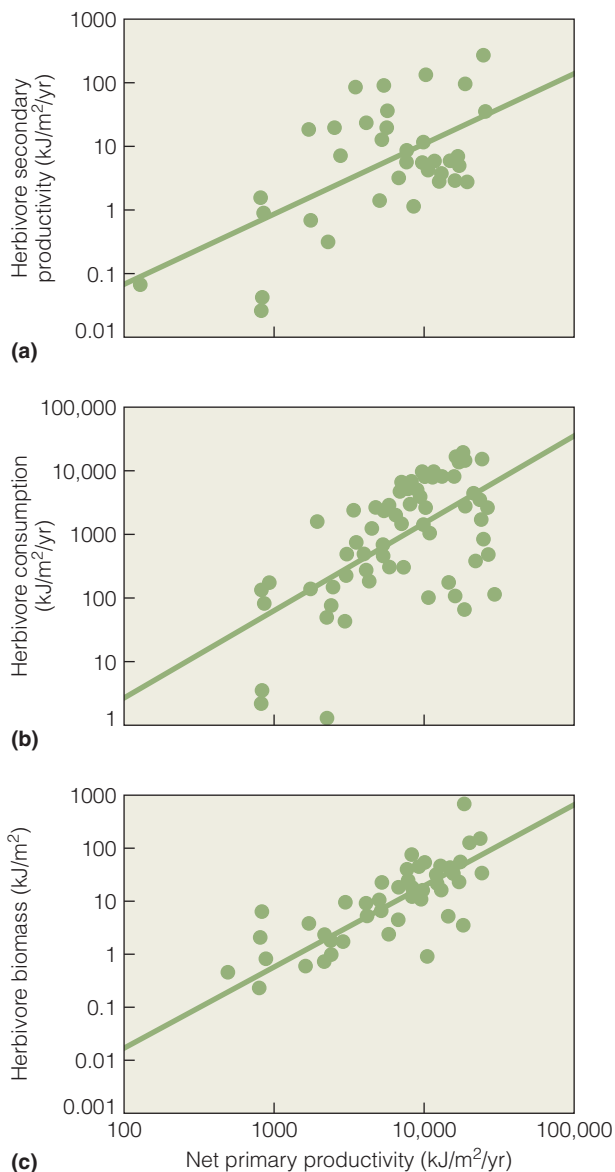 1000
100
10
1
0.1
0.01
Herbivore secondary
productivity (kJ/m²/yr)
(a)
100,000
10,000
1000
100
10
1
Herbivore consumption
(kJ/m²/yr)
(b)
1000
100
10
1
0.1
0.01
0.001
Herbivore biomass (kJ/m²)
100 1000 10,000 100,000
Net primary productivity (kJ/m²/yr)
(c)